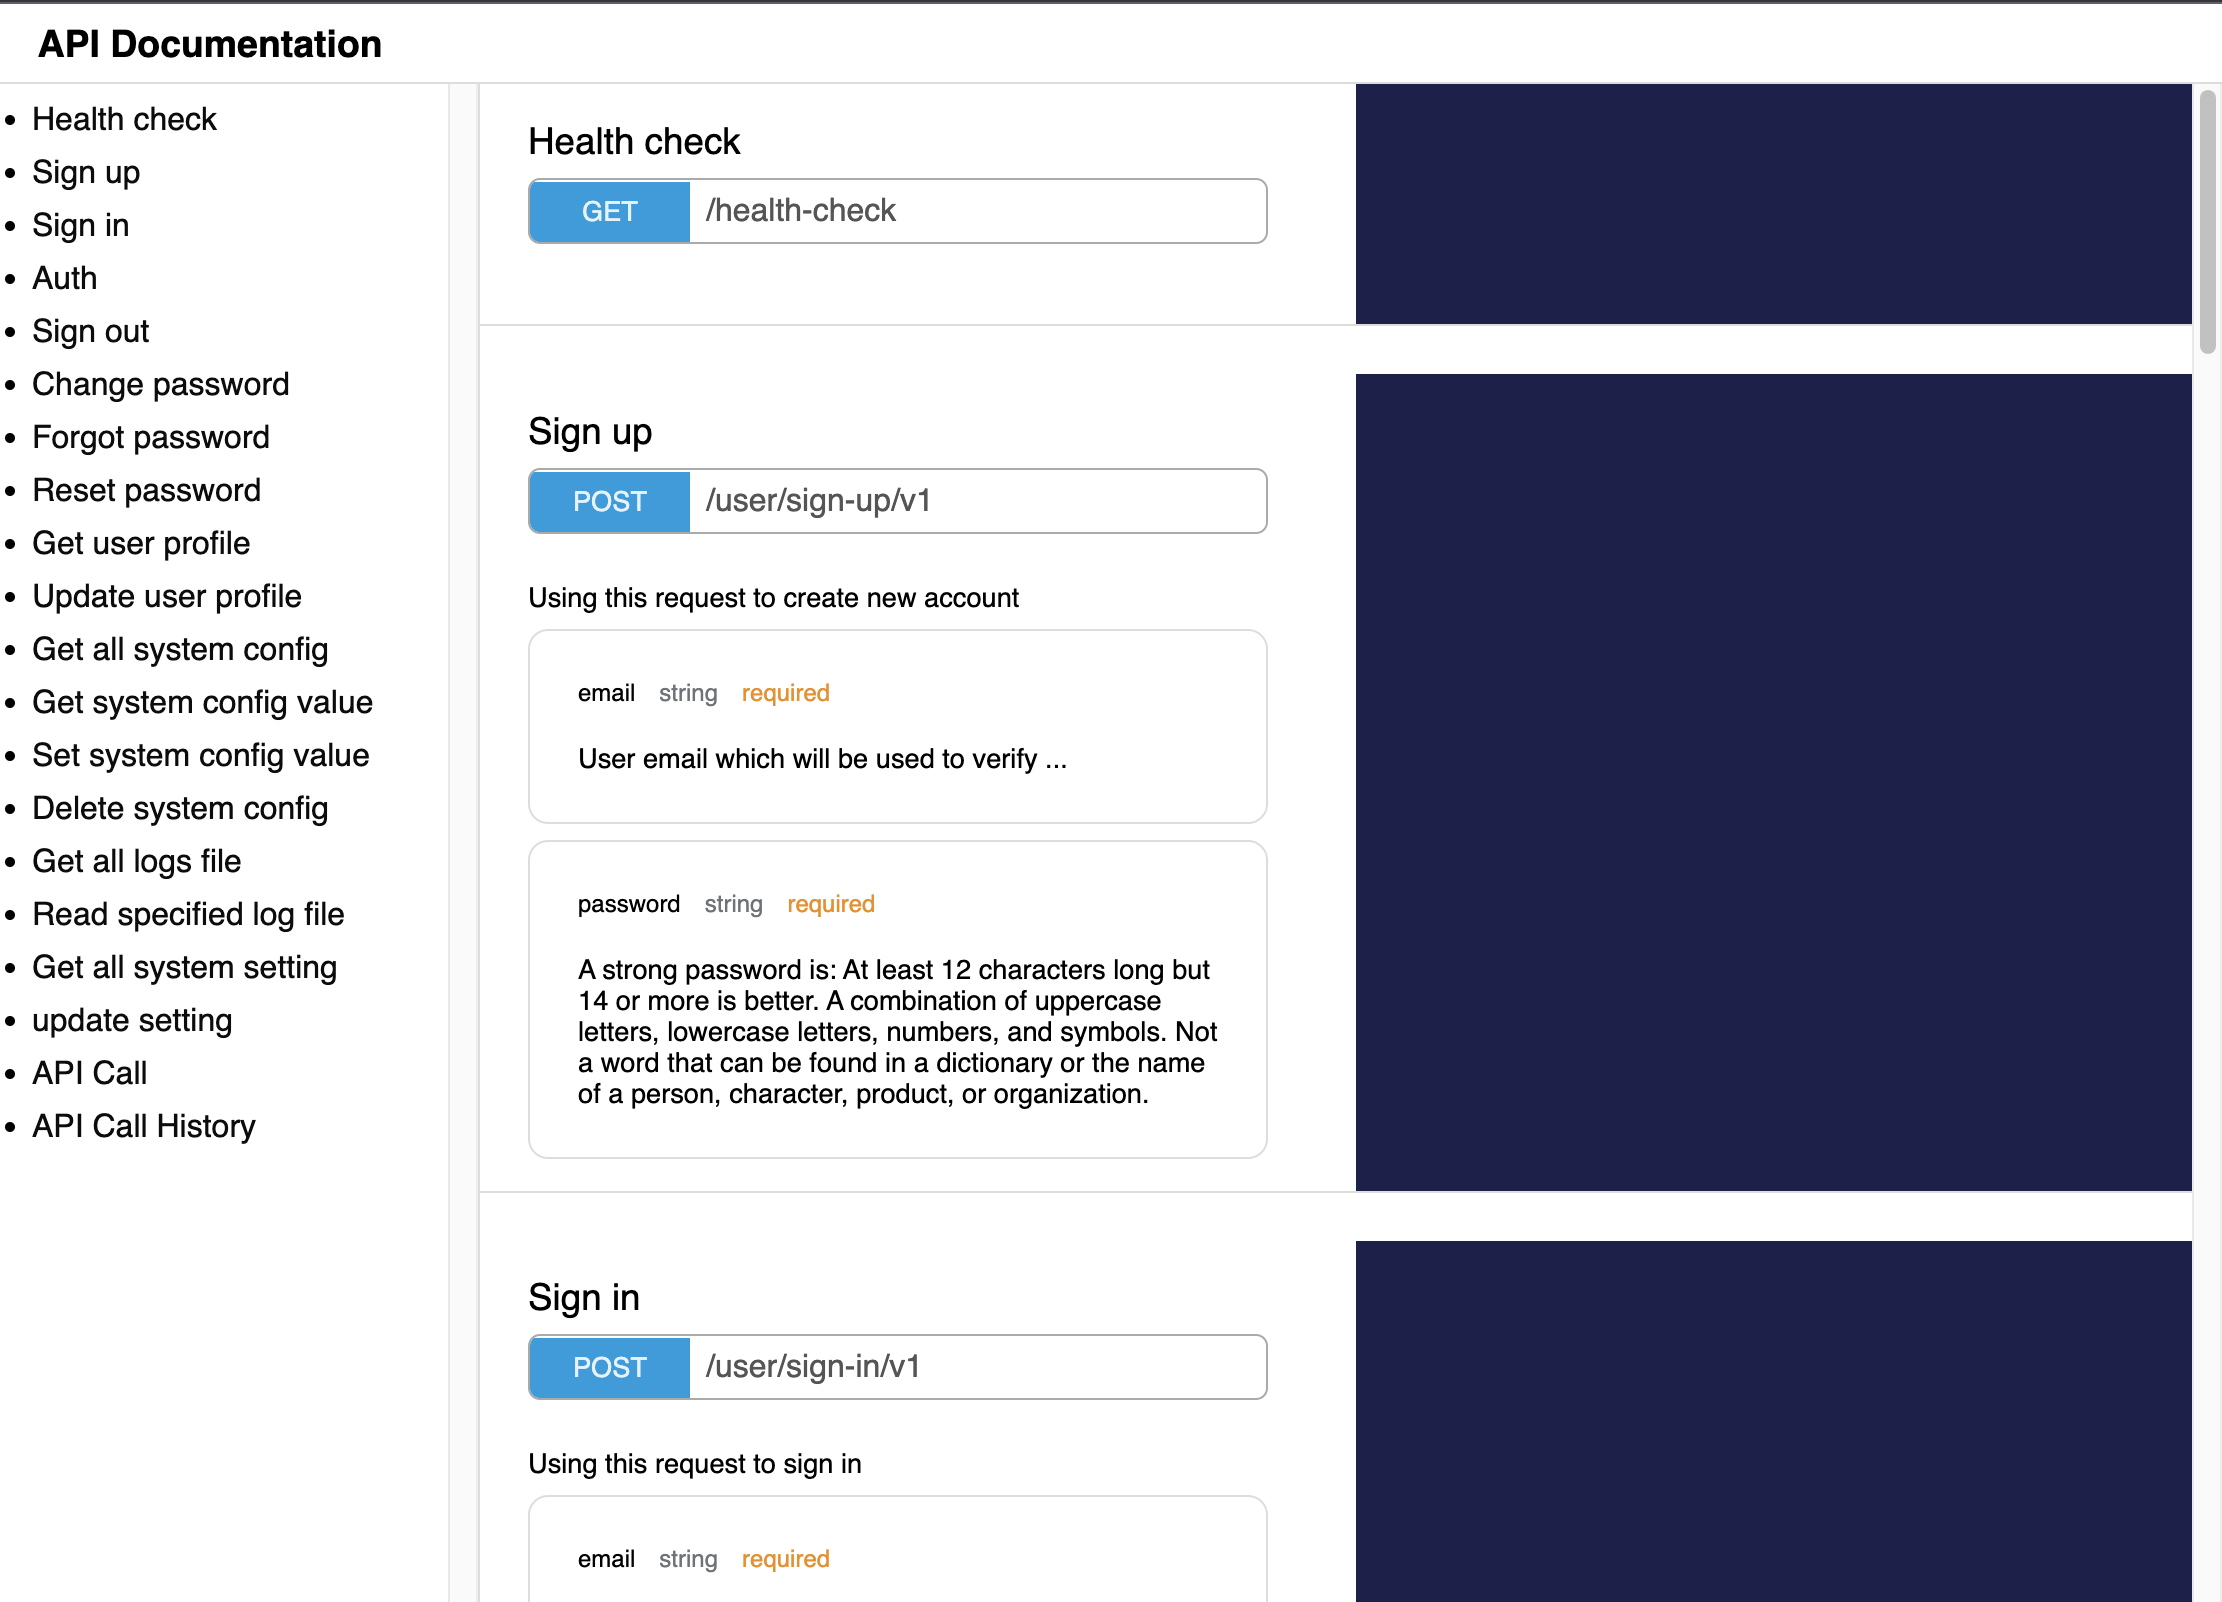 API Documentation
Health check
Sign up
Sign in
Auth
Sign out
Change password
Forgot password
Reset password
Get user profile
Update user profile
Get all system config
Get system config value
Set system config value
Delete system config
Get all logs file
Read specified log file
Get all system setting
update setting
API Call
API Call History
Health check
GET /health-check
Sign up
POST /user/sign-up/v1
Using this request to create new account
email string required
User email which will be used to verify ...
password string required
A strong password is: At least 12 characters long but
14 or more is better. A combination of uppercase
letters, lowercase letters, numbers, and symbols. Not
a word that can be found in a dictionary or the name
of a person, character, product, or organization.
Sign in
POST /user/sign-in/v1
Using this request to sign in
email string required